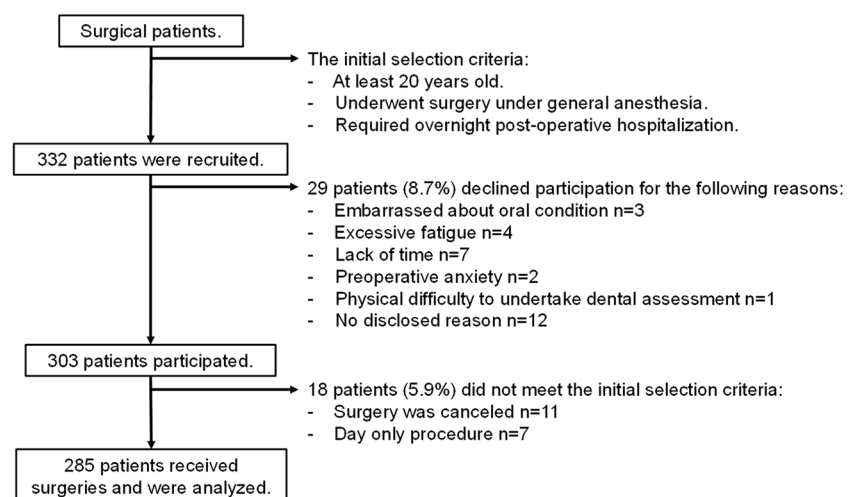 Surgical patients.
The initial selection criteria:
- At least 20 years old.
- Underwent surgery under general anesthesia.
- Required overnight post-operative hospitalization.
332 patients were recruited.
29 patients (8.7%) declined participation for the following reasons:
- Embarrassed about oral condition n=3
- Excessive fatigue n=4
- Lack of time n=7
- Preoperative anxiety n=2
- Physical difficulty to undertake dental assessment n=1
- No disclosed reason n=12
303 patients participated.
18 patients (5.9%) did not meet the initial selection criteria:
- Surgery was canceled n=11
- Day only procedure n=7
285 patients received
surgeries and were analyzed.